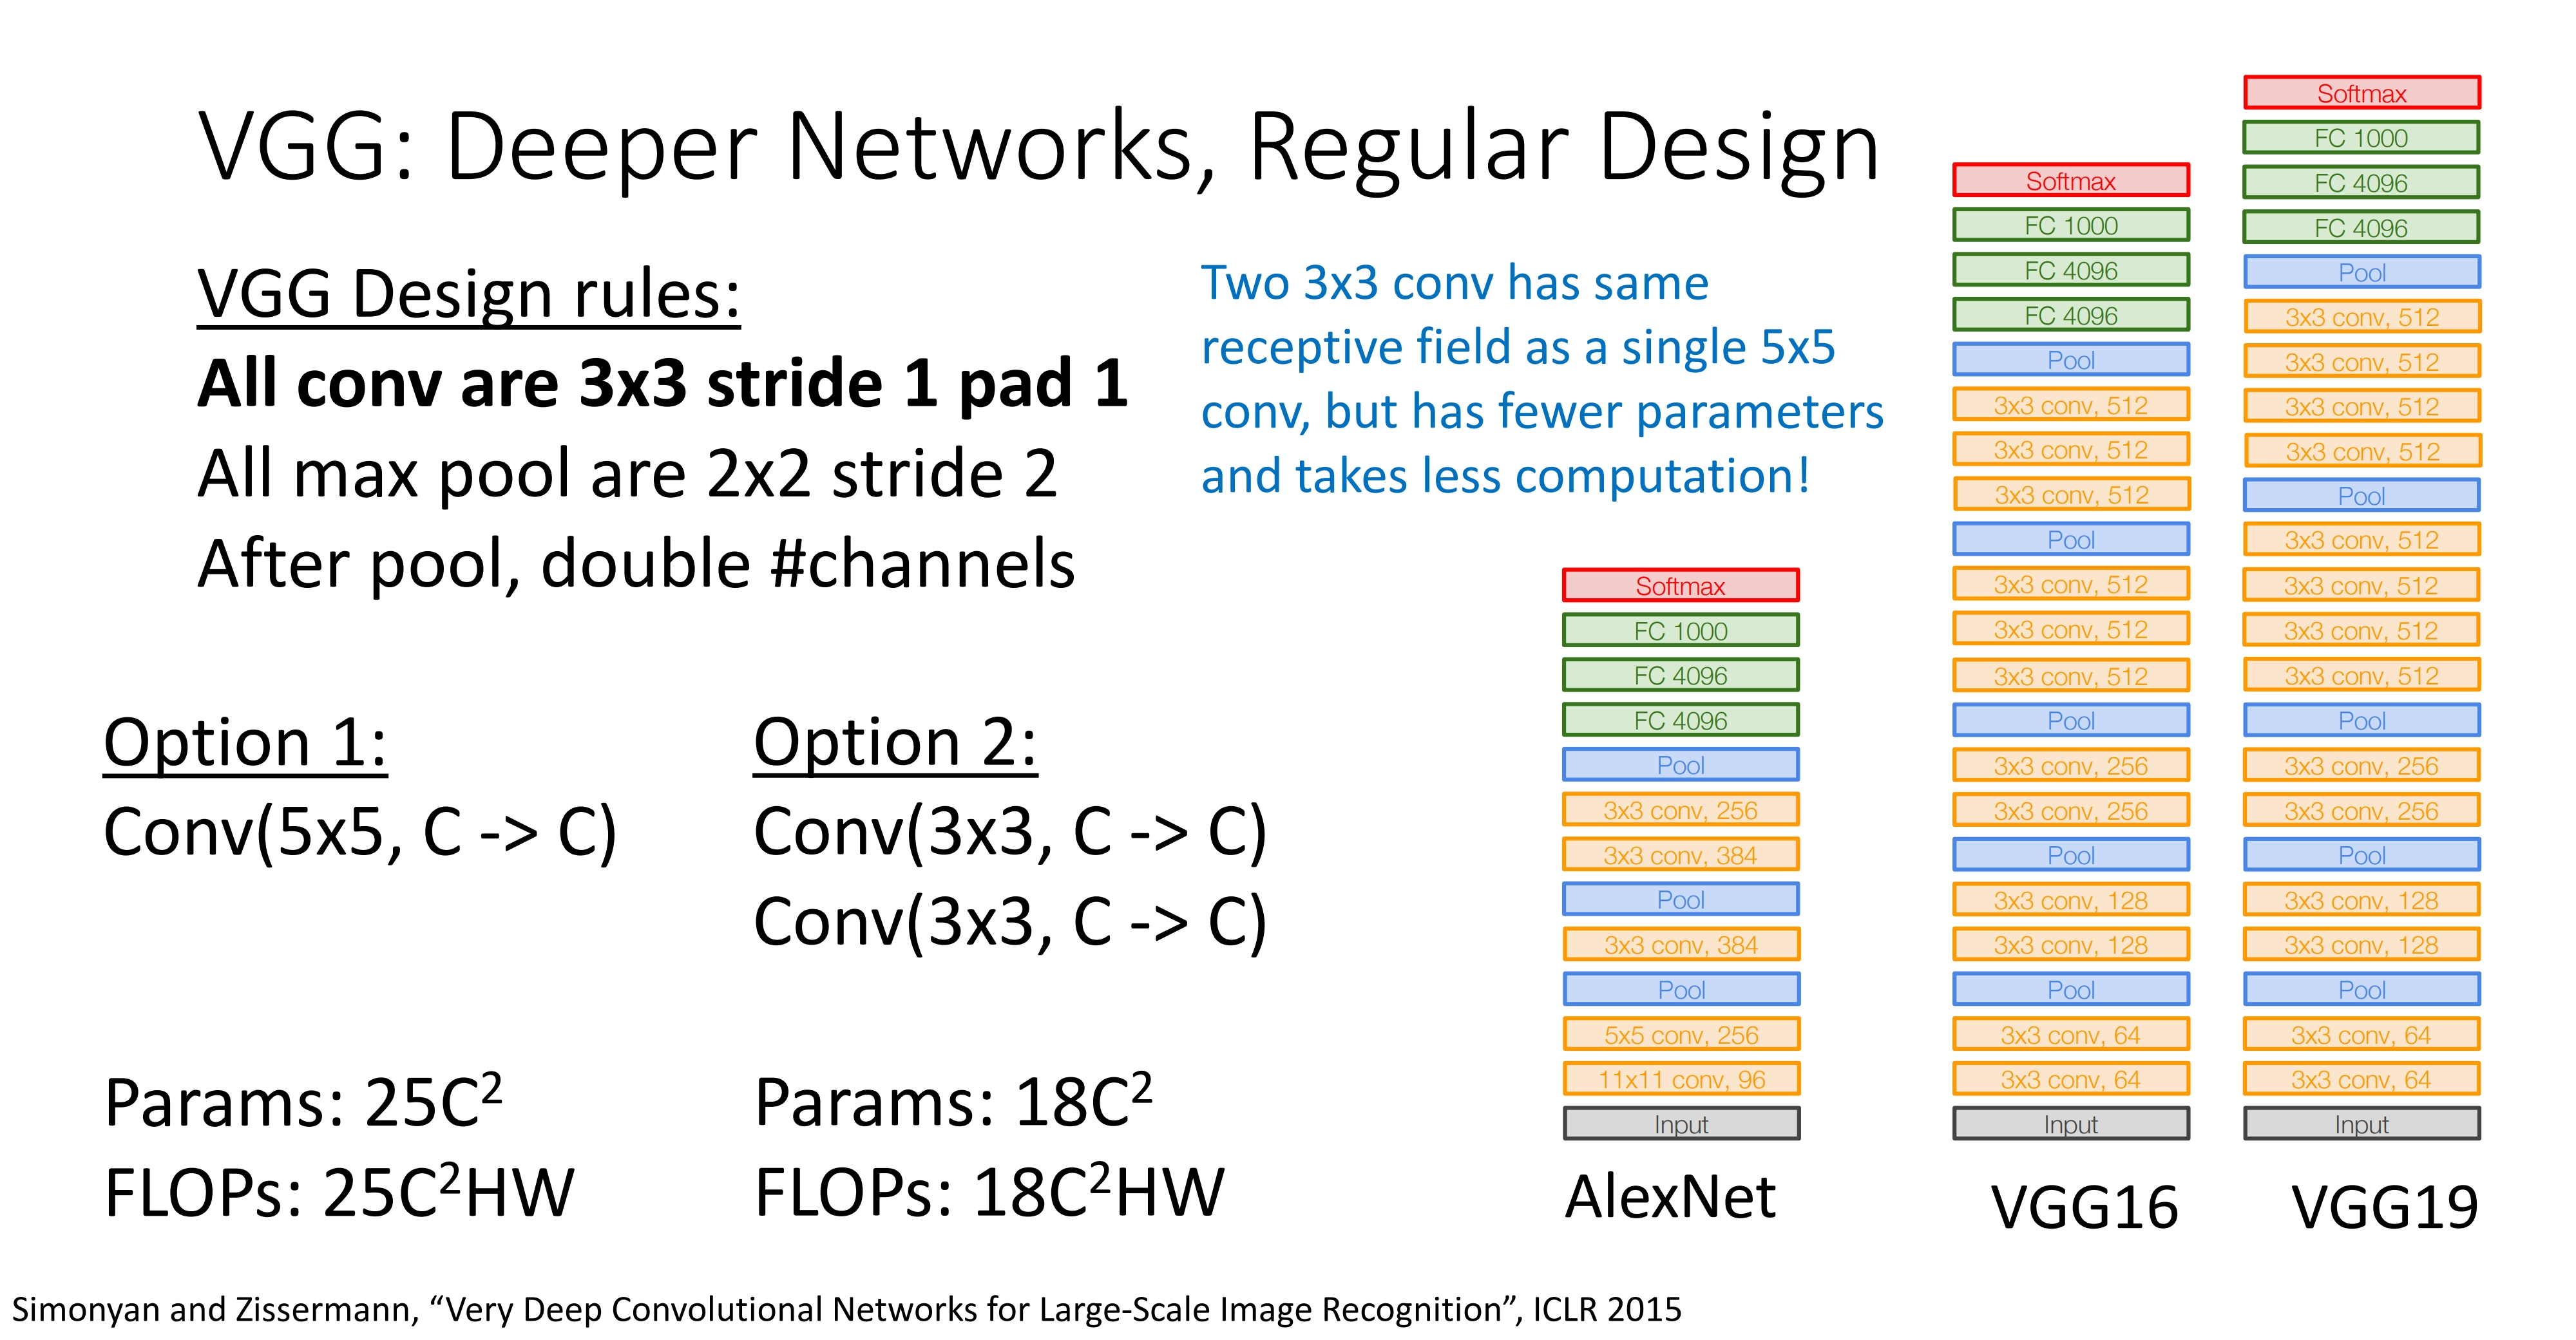 VGG: Deeper Networks, Regular Design
VGG Design rules:
All conv are 3x3 stride 1 pad 1
All max pool are 2x2 stride 2
After pool, double #channels
Two 3x3 conv has same
receptive field as a single 5x5
conv, but has fewer parameters
and takes less computation!
Option 1:
Conv(5x5, C -> C)
Params: 25C²
FLOPs: 25C²HW
Option 2:
Conv(3x3, C -> C)
Conv(3x3, C -> C)
Params: 18C²
FLOPs: 18C²HW
Softmax
FC 1000
FC 4096
FC 4096
Pool
3x3 conv, 256
3x3 conv, 384
Pool
3x3 conv, 384
Pool
5x5 conv, 256
11x11 conv, 96
Input
AlexNet
Softmax
FC 1000
FC 4096
FC 4096
Pool
3x3 conv, 512
3x3 conv, 512
3x3 conv, 512
Pool
3x3 conv, 512
3x3 conv, 512
3x3 conv, 512
Pool
3x3 conv, 256
3x3 conv, 256
Pool
3x3 conv, 128
3x3 conv, 128
Pool
3x3 conv, 64
3x3 conv, 64
Input
VGG16
Softmax
FC 1000
FC 4096
FC 4096
Pool
3x3 conv, 512
3x3 conv, 512
3x3 conv, 512
3x3 conv, 512
Pool
3x3 conv, 512
3x3 conv, 512
3x3 conv, 512
3x3 conv, 512
Pool
3x3 conv, 256
3x3 conv, 256
Pool
3x3 conv, 128
3x3 conv, 128
Pool
3x3 conv, 64
3x3 conv, 64
Input
VGG19
Simonyan and Zissermann, “Very Deep Convolutional Networks for Large-Scale Image Recognition”, ICLR 2015